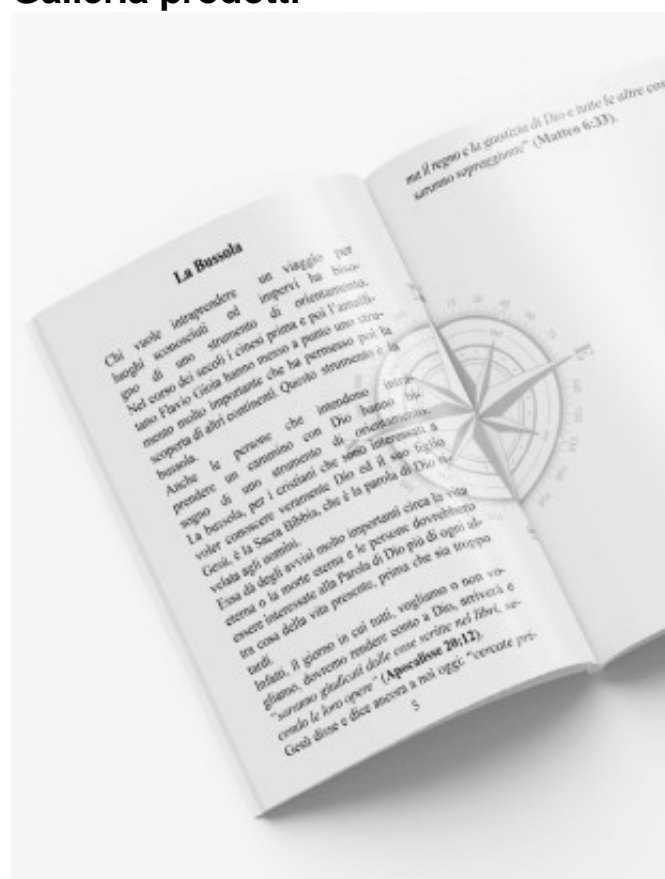 Galleria prodotti
La Bussola
Chi vuole intraprendere un viaggio per
luoghi sconosciuti ed impervi ha biso-
gno di uno strumento di orientamento.
Nel corso dei secoli i cinesi prima e poi l'amalfi-
tano Flavio Gioia hanno messo a punto uno stru-
mento molto importante che ha permesso poi la
scoperta di altri continenti. Questo strumento è la
bussola.
Anche le persone che intendono intra-
prendere un cammino con Dio hanno bi-
sogno di uno strumento di orientamento.
La bussola, per i cristiani che sono interessati a
voler conoscere veramente Dio ed il suo figlio
Gesù, è la Sacra Bibbia, che è la parola di Dio ri-
velata agli uomini.
Essa dà degli avvisi molto importanti circa la vita
eterna o la morte eterna e le persone dovrebbero
essere interessate alla Parola di Dio più di ogni al-
tra cosa della vita presente, prima che sia troppo
tardi.
Infatti, il giorno in cui tutti, vogliamo o non vo-
gliamo, dovremo rendere conto a Dio, arriverà e
"saranno giudicati dalle cose scritte nei libri, se-
condo le loro opere" (Apocalisse 20:12).
Gesù disse e dice ancora a noi oggi: "cercate pri-
5
ma il regno e la giustizia di Dio e tutte le altre cose
saranno sopraggiunte" (Matteo 6:33).
E